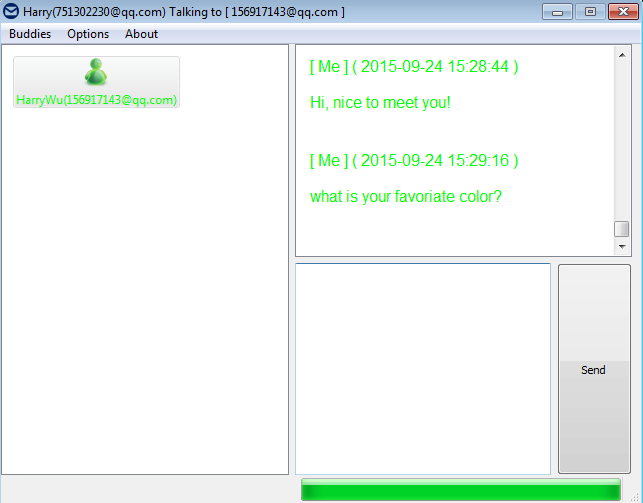 Harry(751302230@qq.com) Talking to [ 156917143@qq.com ]
Buddies Options About
HarryWu(156917143@qq.com)
[ Me ] ( 2015-09-24 15:28:44 )
Hi, nice to meet you!
[ Me ] ( 2015-09-24 15:29:16 )
what is your favoriate color?
Send